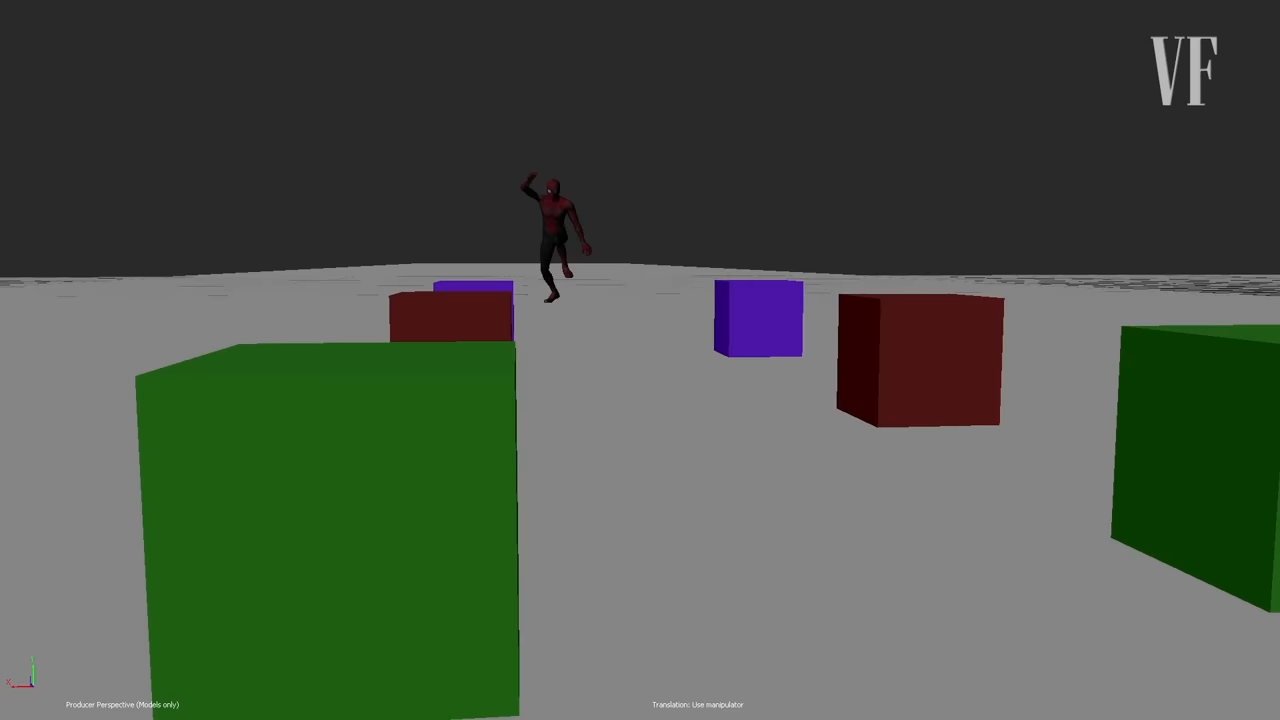 VF
X
Producer Perspective (Models only)
Translation: Use manipulator